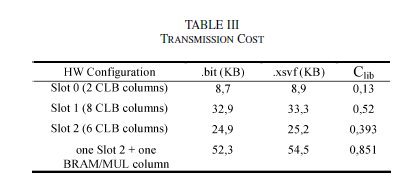 TABLE III
TRANSMISSION COST
HW Configuration .bit (KB) .xsvf (KB) Clib
Slot 0 (2 CLB columns) 8,7 8,9 0,13
Slot 1 (8 CLB columns) 32,9 33,3 0,52
Slot 2 (6 CLB columns) 24,9 25,2 0,393
one Slot 2 + one 52,3 54,5 0,851
BRAM/MUL column